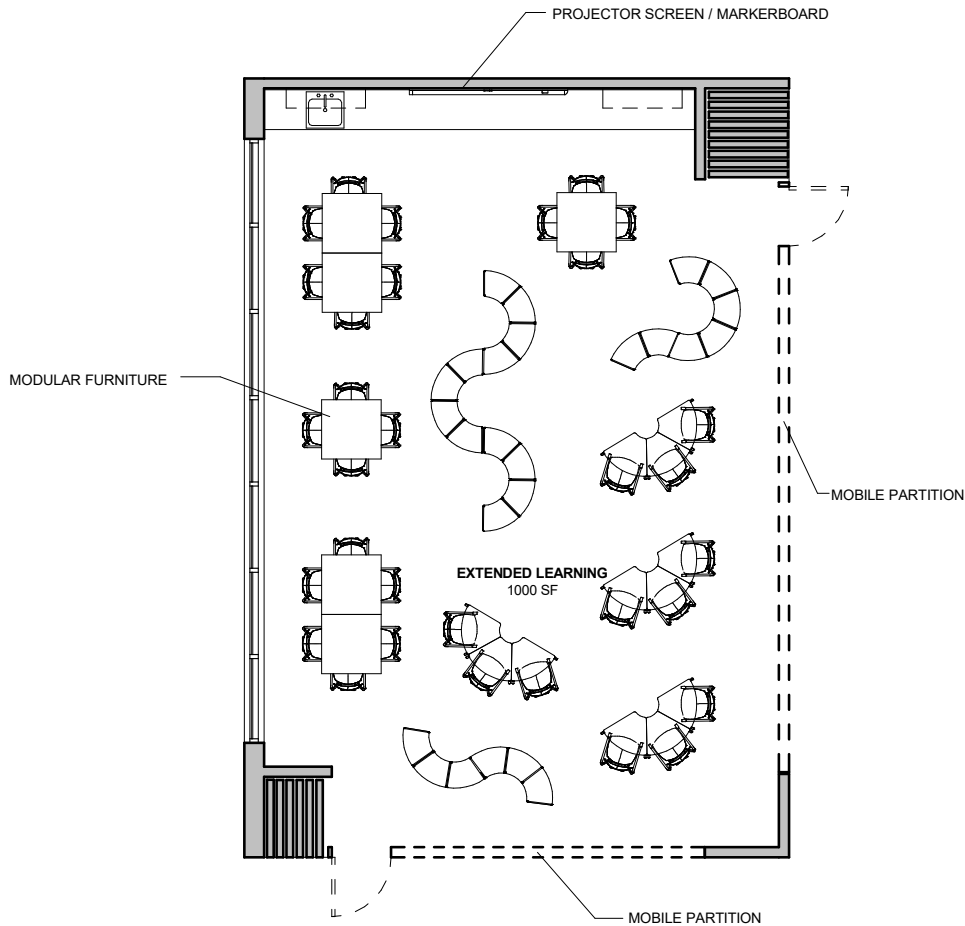 PROJECTOR SCREEN / MARKERBOARD
MODULAR FURNITURE
MOBILE PARTITION
EXTENDED LEARNING
1000 SF
MOBILE PARTITION